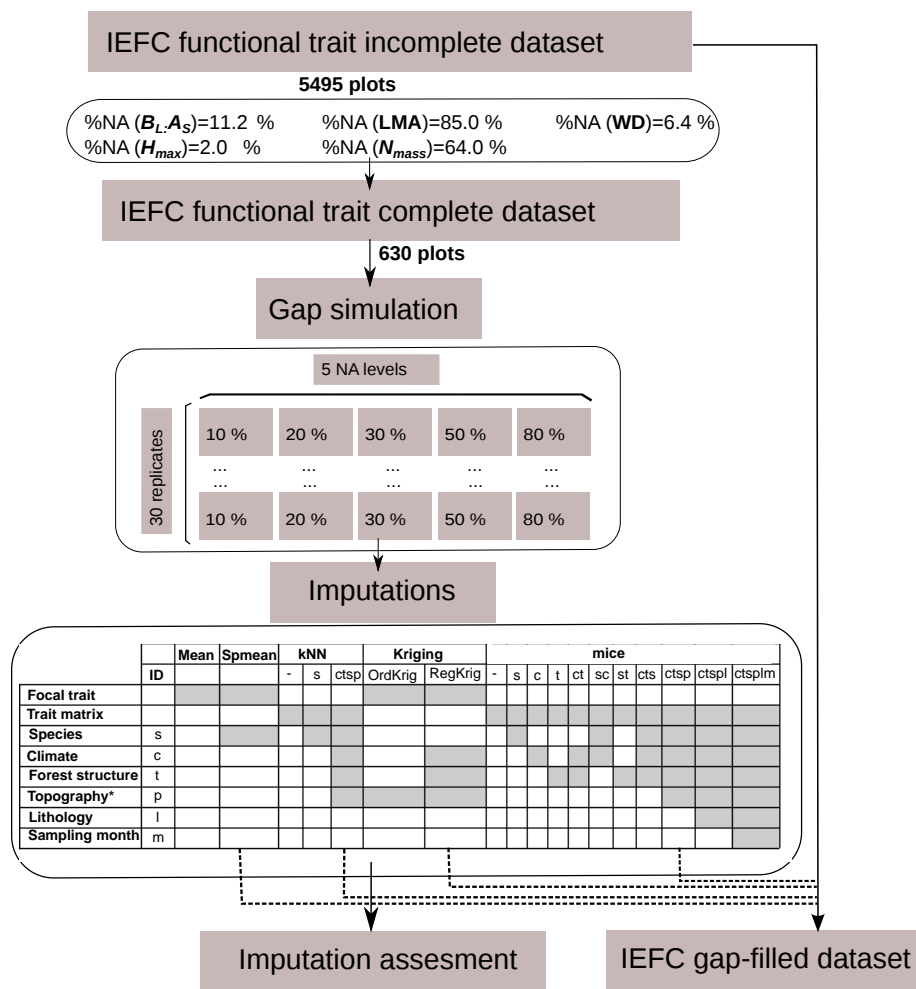 IEFC functional trait incomplete dataset
5495 plots
%NA (B_L:A_S)=11.2 % %NA (LMA)=85.0 % %NA (WD)=6.4 %
%NA (H_max)=2.0 % %NA (N_mass)=64.0 %
IEFC functional trait complete dataset
630 plots
Gap simulation
5 NA levels
30 replicates
10 % 20 % 30 % 50 % 80 %
... ... ... ... ...
... ... ... ... ...
10 % 20 % 30 % 50 % 80 %
Imputations
Mean Spmean kNN Kriging mice
ID - s ctsp OrdKrig RegKrig - s c t ct sc st cts ctsp ctspl ctsplm
Focal trait
Trait matrix
Species s
Climate c
Forest structure t
Topography* p
Lithology l
Sampling month m
Imputation assesment
IEFC gap-filled dataset